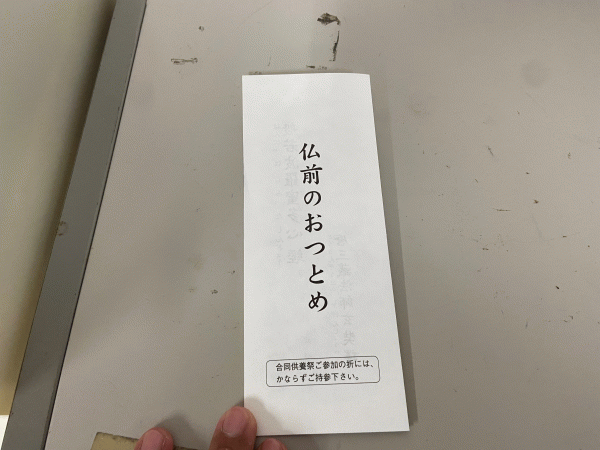 仏前のおつとめ
合同供養祭ご参加の折には、
かならずご持参下さい。